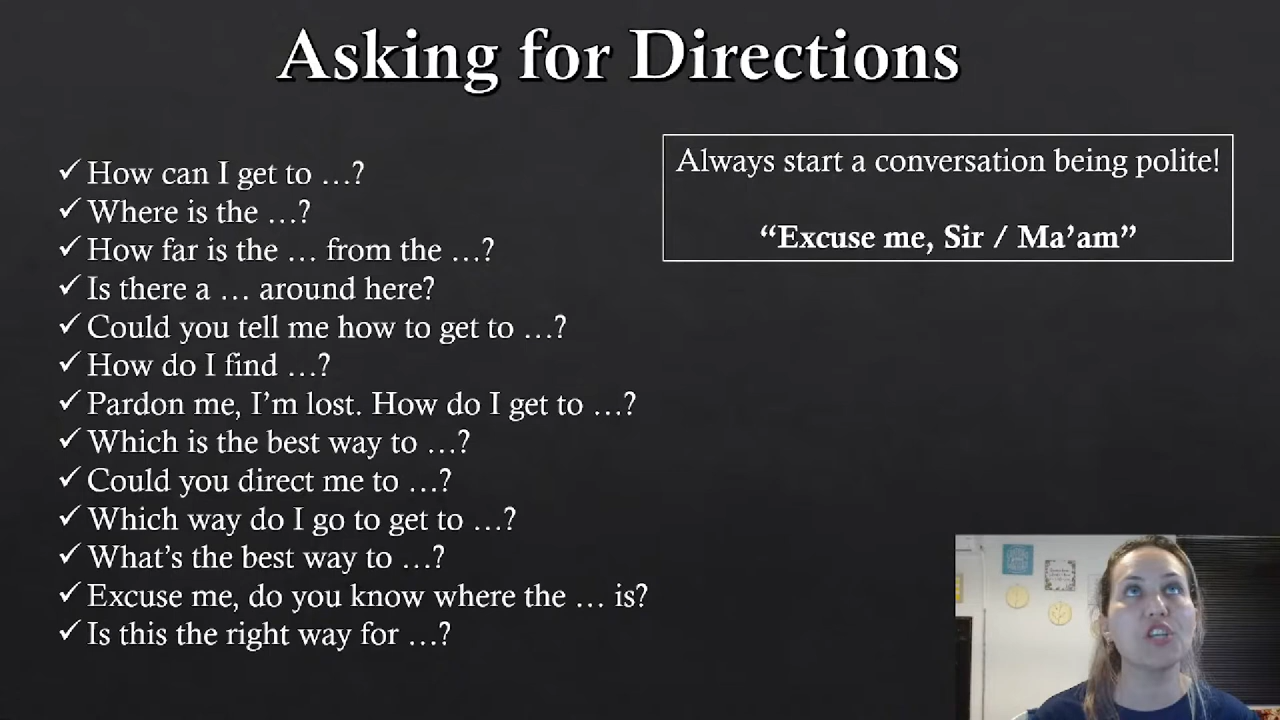 Asking for Directions
✓ How can I get to …?
✓ Where is the …?
✓ How far is the … from the …?
✓ Is there a … around here?
✓ Could you tell me how to get to …?
✓ How do I find …?
✓ Pardon me, I’m lost. How do I get to …?
✓ Which is the best way to …?
✓ Could you direct me to …?
✓ Which way do I go to get to …?
✓ What’s the best way to …?
✓ Excuse me, do you know where the … is?
✓ Is this the right way for …?
Always start a conversation being polite!
“Excuse me, Sir / Ma’am”